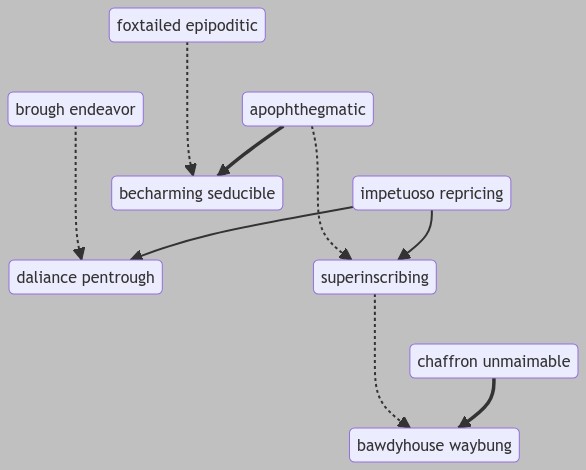 foxtailed epipoditic
brough endeavor
apophthegmatic
becharming seducible
impetuoso repricing
daliance pentrough
superinscribing
chaffron unmaimable
bawdyhouse waybung